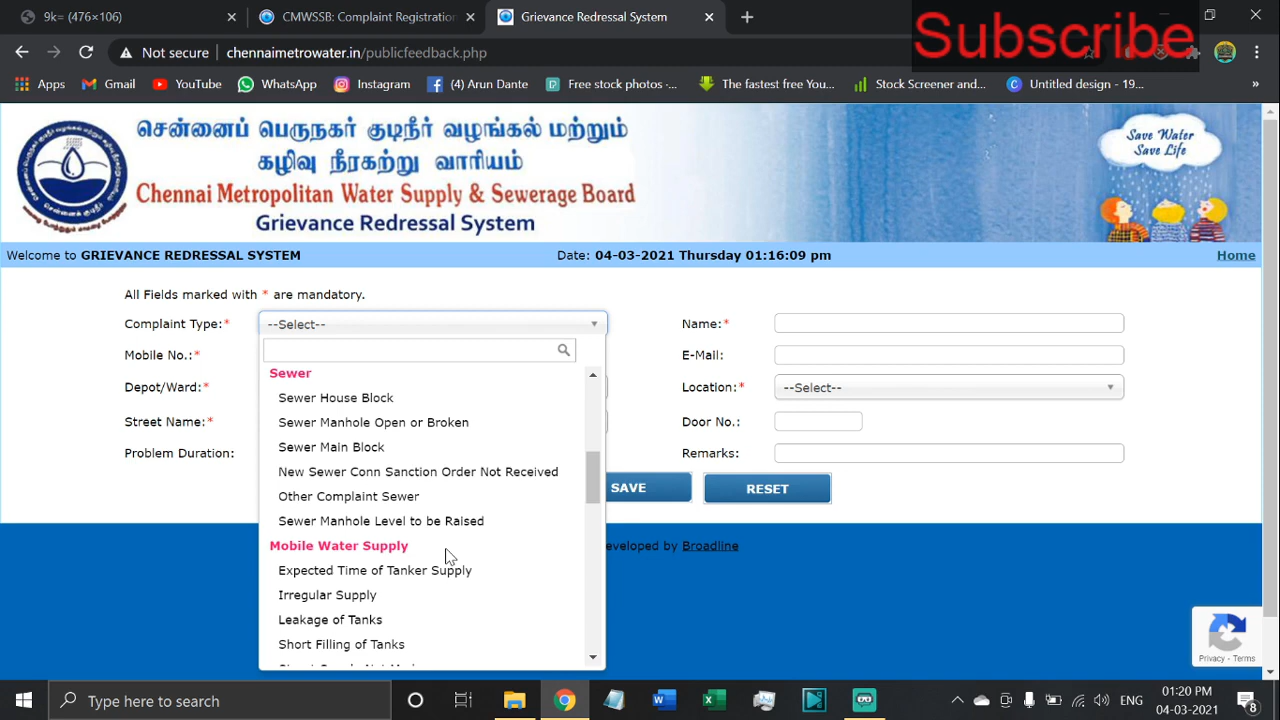 9k= (476×106)
CMWSSB: Complaint Registration
Grievance Redressal System
Subscribe
Not secure
chennaimetrowater.in/publicfeedback.php
Apps
Gmail
YouTube
WhatsApp
Instagram
(4) Arun Dante
Free stock photos -...
The fastest free You...
Stock Screener and...
Untitled design - 19...
சென்னைப் பெருநகர் குடிநீர் வழங்கல் மற்றும்
கழிவு நீரகற்று வாரியம்
Chennai Metropolitan Water Supply & Sewerage Board
Grievance Redressal System
Save Water
Save Life
Welcome to GRIEVANCE REDRESSAL SYSTEM
Date: 04-03-2021 Thursday 01:16:09 pm
Home
All Fields marked with * are mandatory.
Complaint Type:*
--Select--
Name:*
Mobile No.:*
E-Mail:
Depot/Ward:*
Location:*
--Select--
Street Name:*
Door No.:
Problem Duration:
Remarks:
Sewer
Sewer House Block
Sewer Manhole Open or Broken
Sewer Main Block
New Sewer Conn Sanction Order Not Received
Other Complaint Sewer
Sewer Manhole Level to be Raised
Mobile Water Supply
Expected Time of Tanker Supply
Irregular Supply
Leakage of Tanks
Short Filling of Tanks
SAVE
RESET
eveloped by Broadline
Privacy - Terms
Type here to search
ENG
01:20 PM
04-03-2021
8